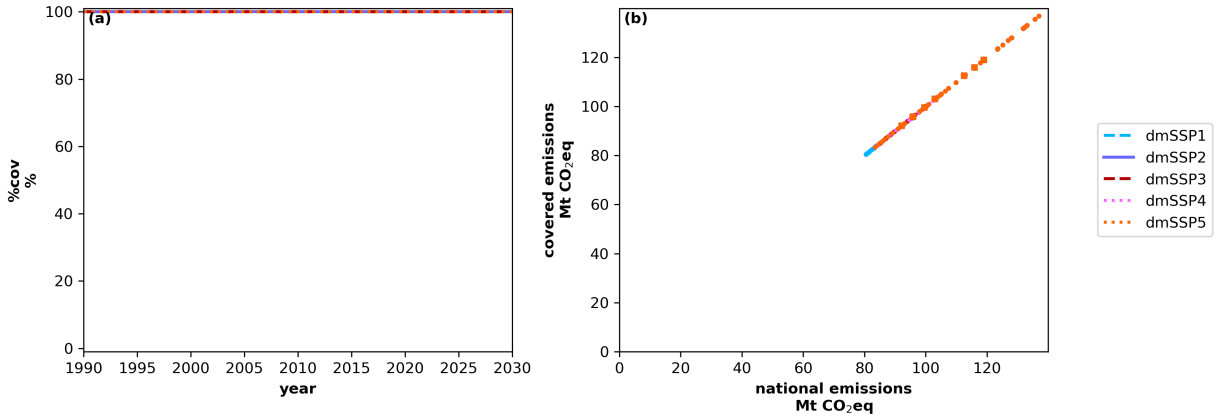 (a)
100
80
60
40
20
0
%cov
%
1990 1995 2000 2005 2010 2015 2020 2025 2030
year
(b)
120
100
80
60
40
20
0
covered emissions
Mt CO₂eq
0 20 40 60 80 100 120
national emissions
Mt CO₂eq
dmSSP1
dmSSP2
dmSSP3
dmSSP4
dmSSP5